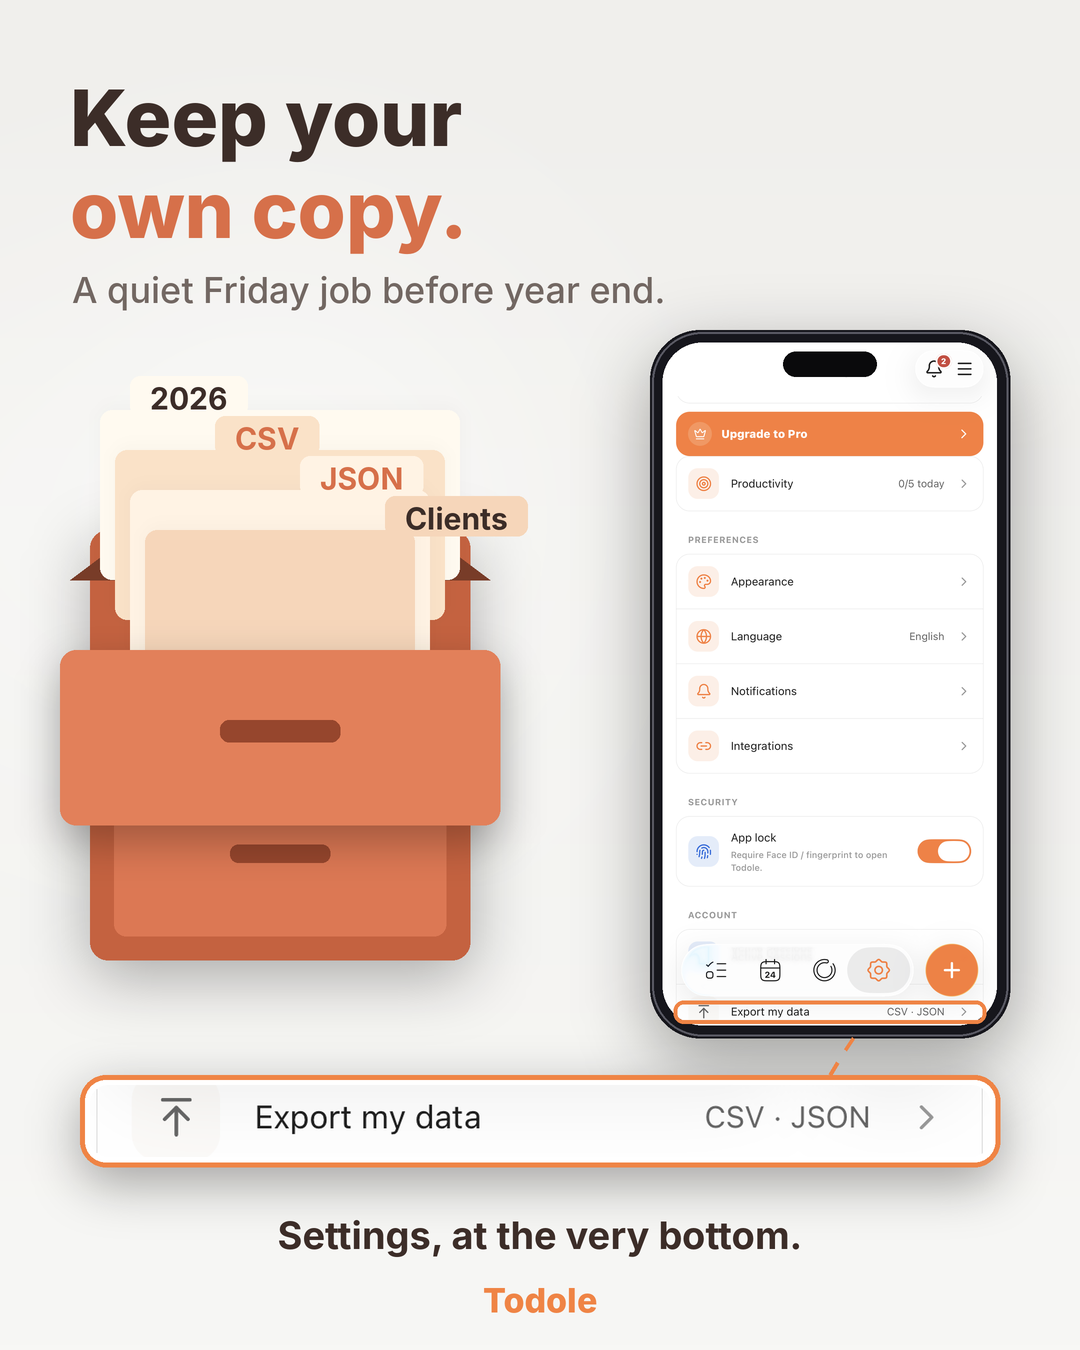 Keep your
own copy.
A quiet Friday job before year end.
2026
CSV
JSON
Clients
2
Upgrade to Pro
Productivity 0/5 today
PREFERENCES
Appearance
Language English
Notifications
Integrations
SECURITY
App lock
Require Face ID / fingerprint to open
Todole.
ACCOUNT
24
Export my data CSV · JSON
Export my data CSV · JSON
Settings, at the very bottom.
Todole